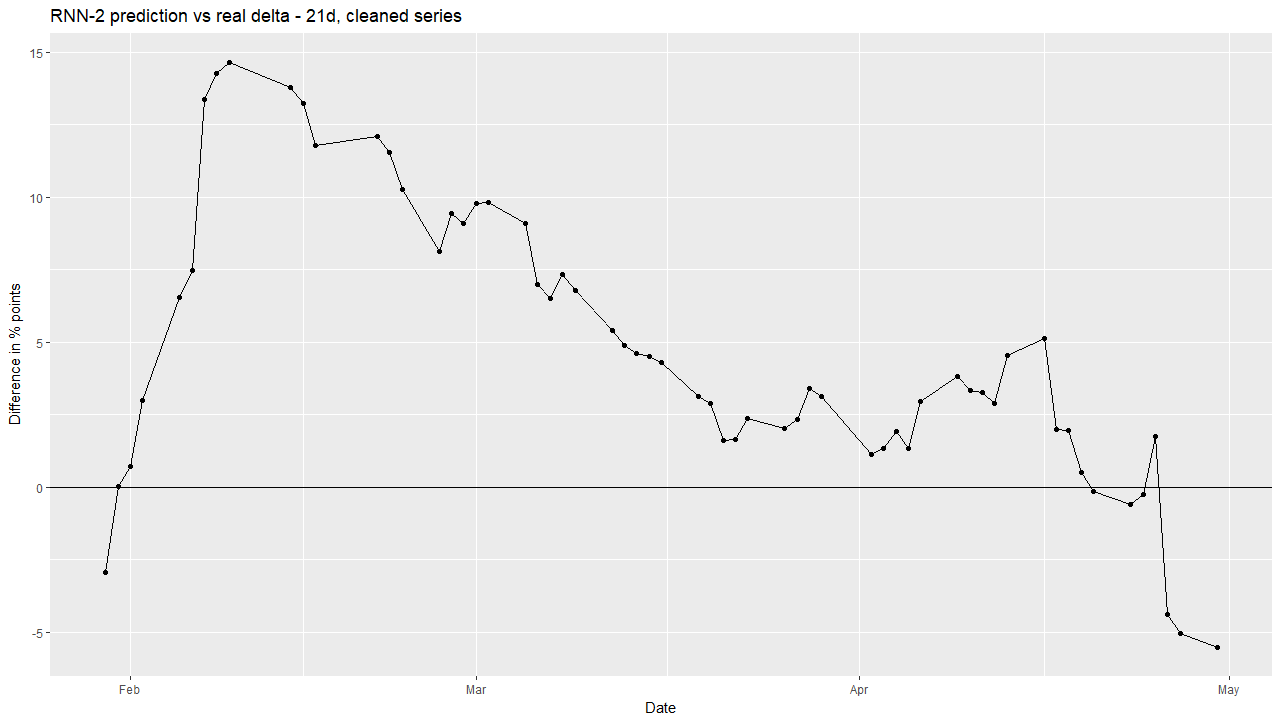 RNN-2 prediction vs real delta - 21d, cleaned series
15
10
5
0
-5
Difference in % points
Feb
Mar
Apr
May
Date